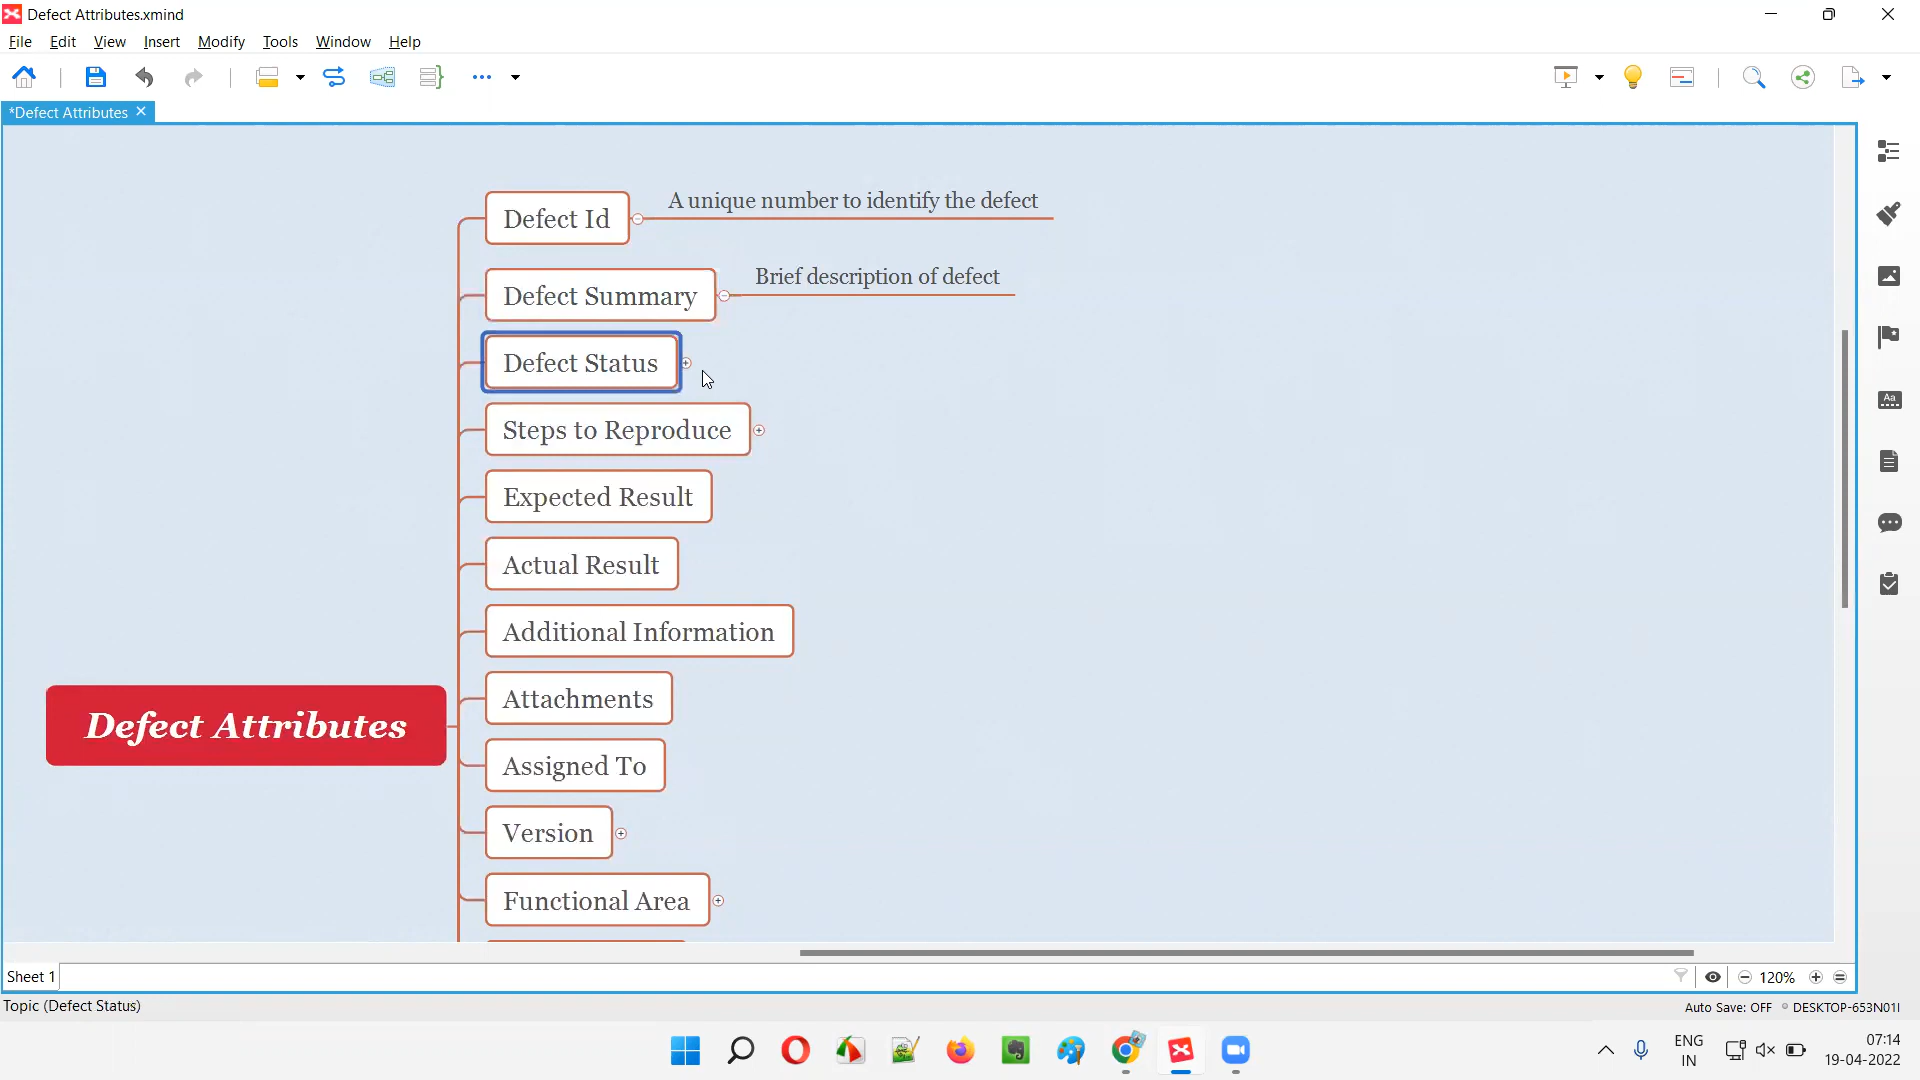 Defect Attributes.xmind
File Edit View Insert Modify Tools Window Help
*Defect Attributes
Defect Id
A unique number to identify the defect
Defect Summary
Brief description of defect
Defect Status
Steps to Reproduce
Expected Result
Actual Result
Additional Information
Attachments
Defect Attributes
Assigned To
Version
Functional Area
Sheet 1
120%
Topic (Defect Status)
Auto Save: OFF DESKTOP-653N01I
ENG
IN
07:14
19-04-2022
Aa